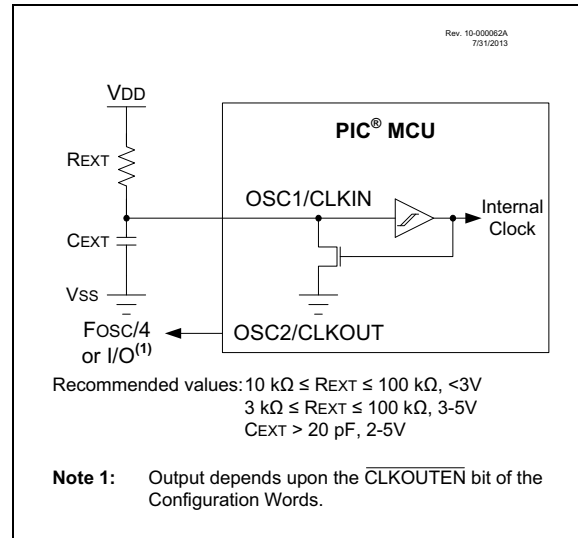 Rev. 10-000062A
7/31/2013
VDD
PIC® MCU
REXT
OSC1/CLKIN
Internal
Clock
CEXT
VSS
FOSC/4
or I/O(1)
OSC2/CLKOUT
Recommended values: 10 kΩ ≤ REXT ≤ 100 kΩ, <3V
3 kΩ ≤ REXT ≤ 100 kΩ, 3-5V
CEXT > 20 pF, 2-5V
Note 1: Output depends upon the CLKOUTEN bit of the
Configuration Words.